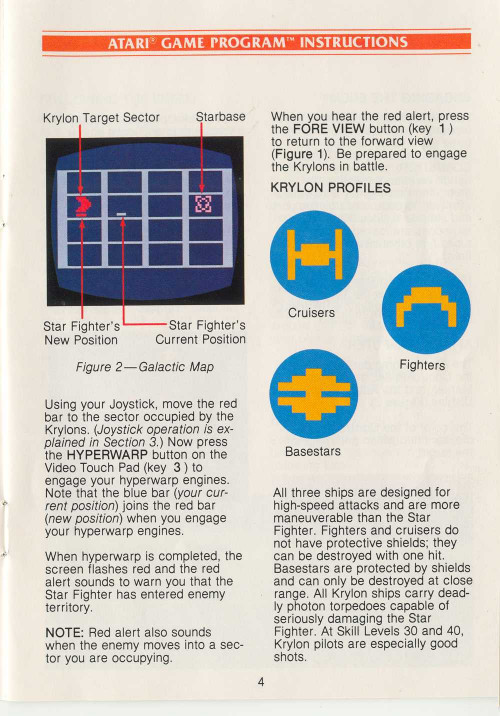 ATARI® GAME PROGRAM™ INSTRUCTIONS
Krylon Target Sector
Starbase
Star Fighter's
New Position
Star Fighter's
Current Position
Figure 2—Galactic Map
Using your Joystick, move the red
bar to the sector occupied by the
Krylons. (Joystick operation is ex-
plained in Section 3.) Now press
the HYPERWARP button on the
Video Touch Pad (key 3 ) to
engage your hyperwarp engines.
Note that the blue bar (your cur-
rent position) joins the red bar
(new position) when you engage
your hyperwarp engines.
When hyperwarp is completed, the
screen flashes red and the red
alert sounds to warn you that the
Star Fighter has entered enemy
territory.
NOTE: Red alert also sounds
when the enemy moves into a sec-
tor you are occupying.
When you hear the red alert, press
the FORE VIEW button (key 1 )
to return to the forward view
(Figure 1). Be prepared to engage
the Krylons in battle.
KRYLON PROFILES
Cruisers
Fighters
Basestars
All three ships are designed for
high-speed attacks and are more
maneuverable than the Star
Fighter. Fighters and cruisers do
not have protective shields; they
can be destroyed with one hit.
Basestars are protected by shields
and can only be destroyed at close
range. All Krylon ships carry dead-
ly photon torpedoes capable of
seriously damaging the Star
Fighter. At Skill Levels 30 and 40,
Krylon pilots are especially good
shots.
4